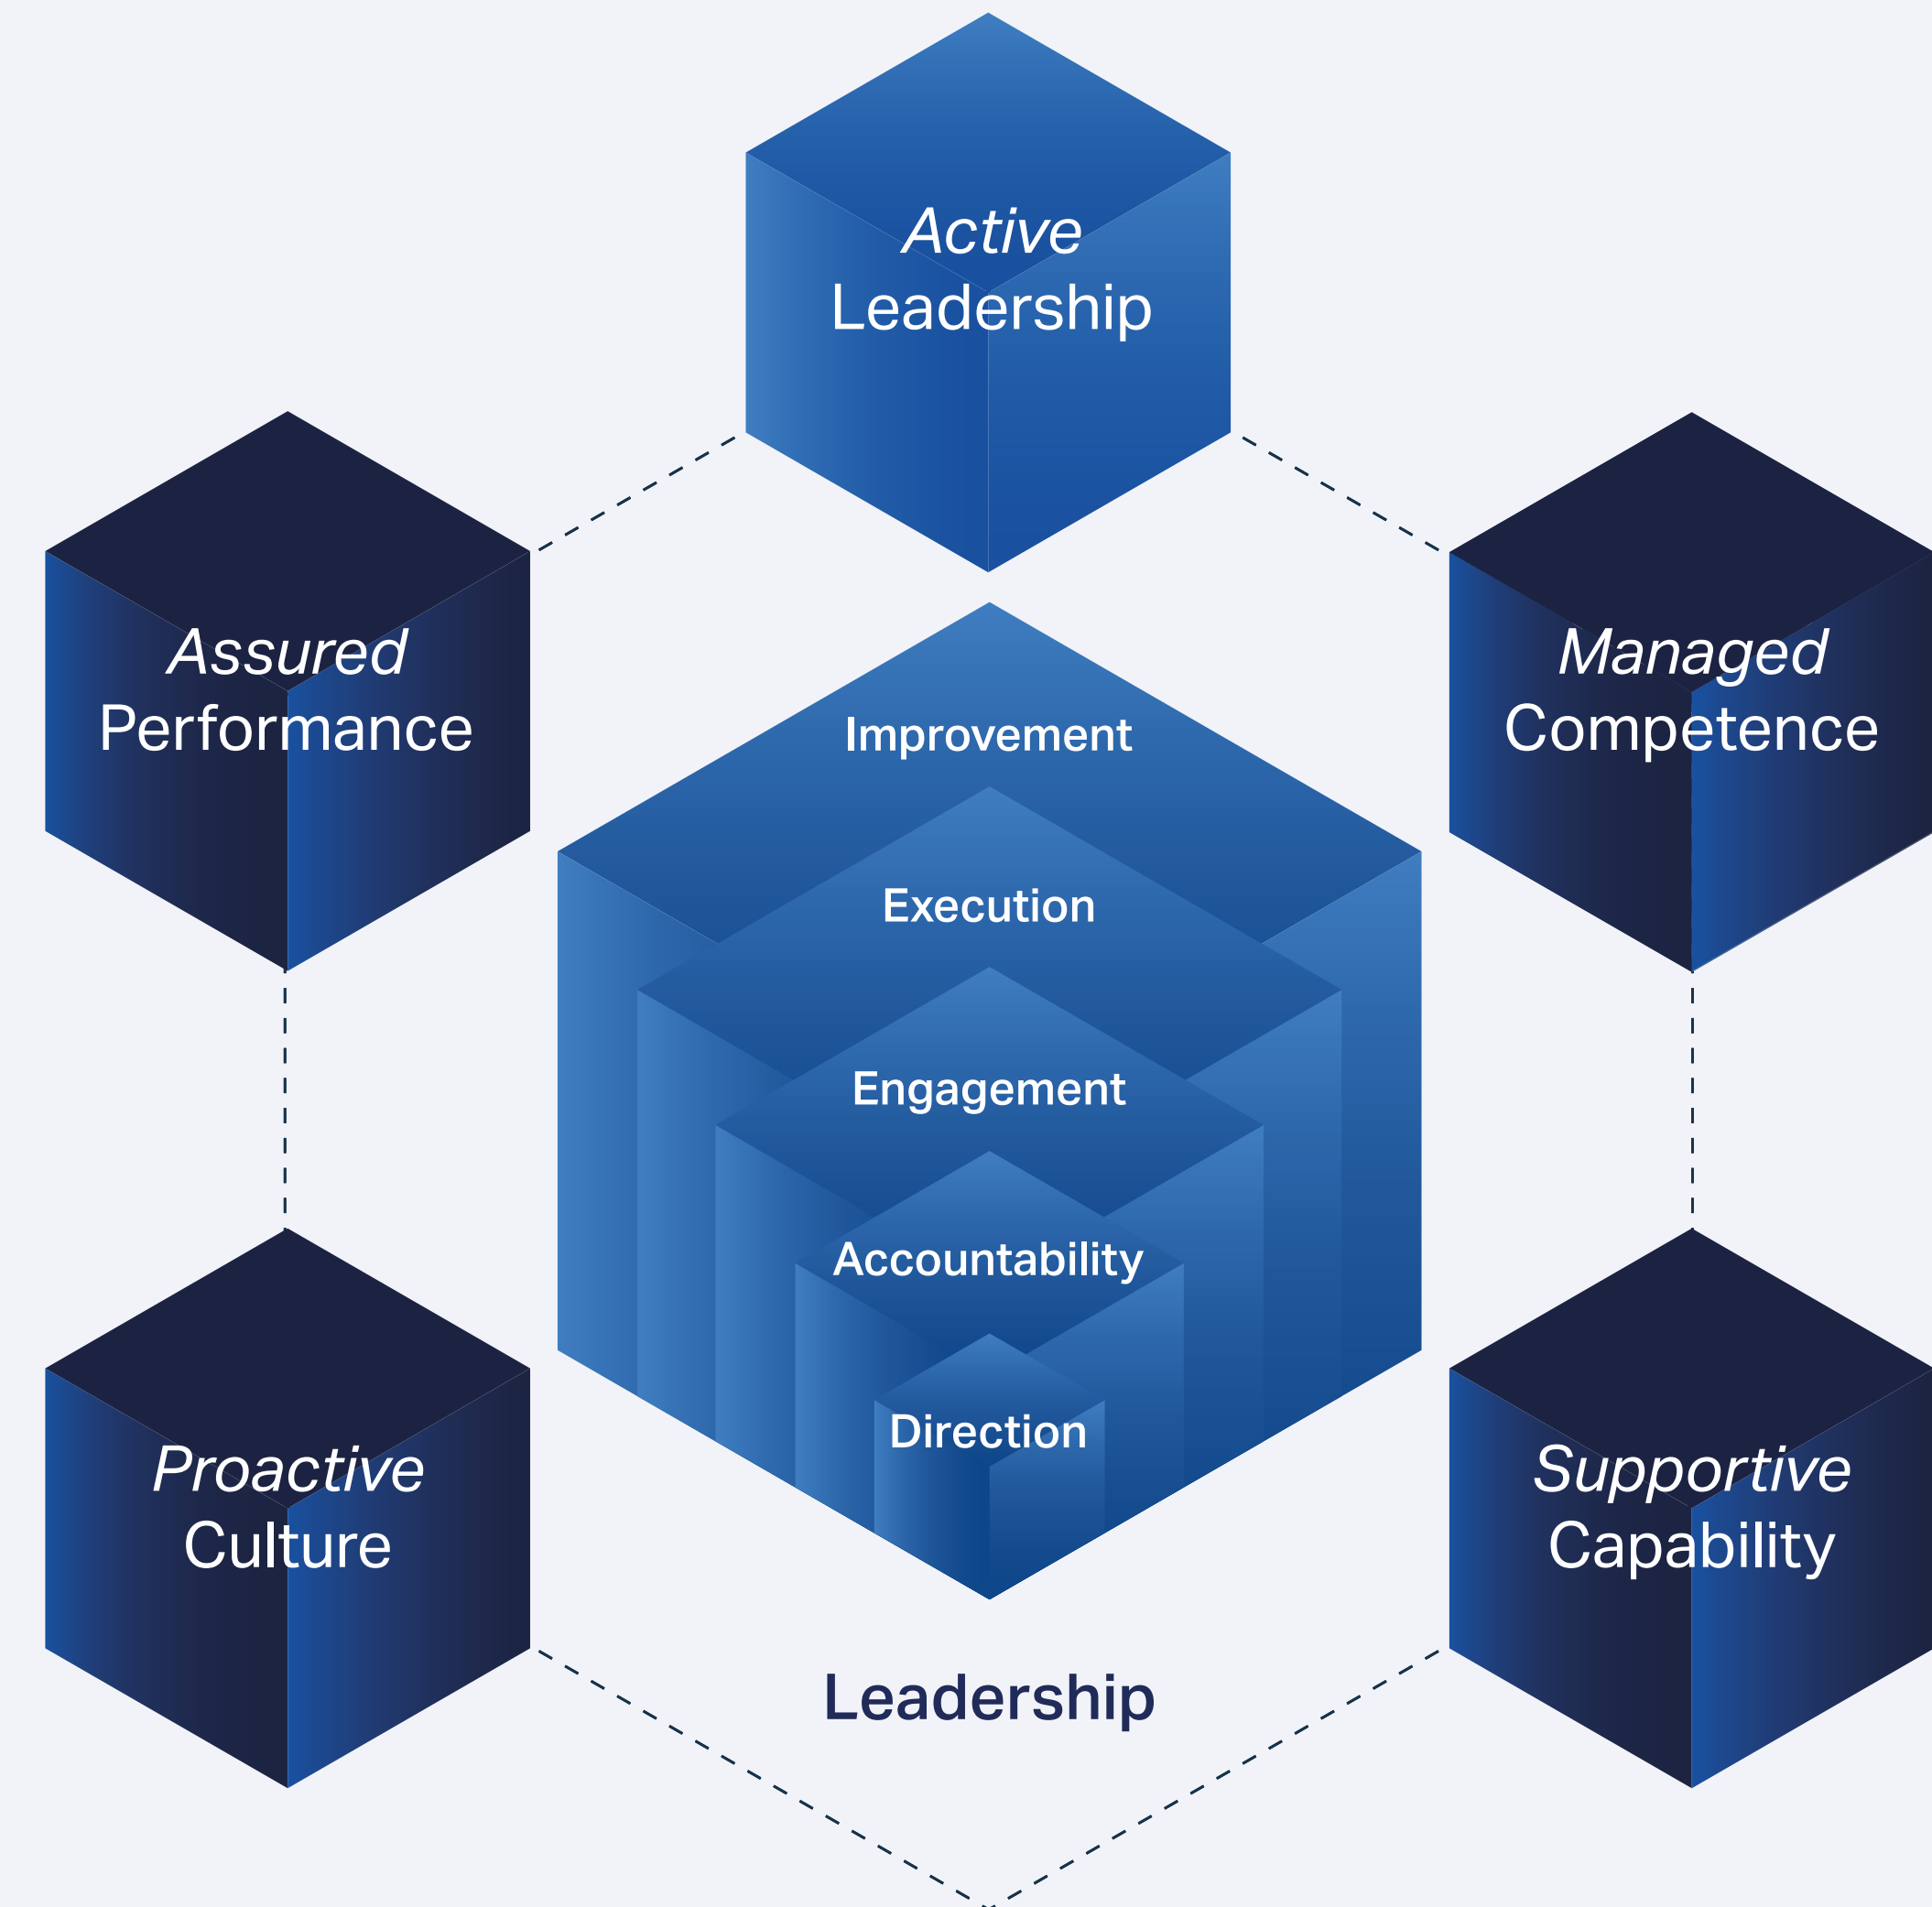 Active
Leadership
Assured
Performance
Managed
Competence
Improvement
Execution
Engagement
Accountability
Direction
Proactive
Culture
Supportive
Capability
Leadership